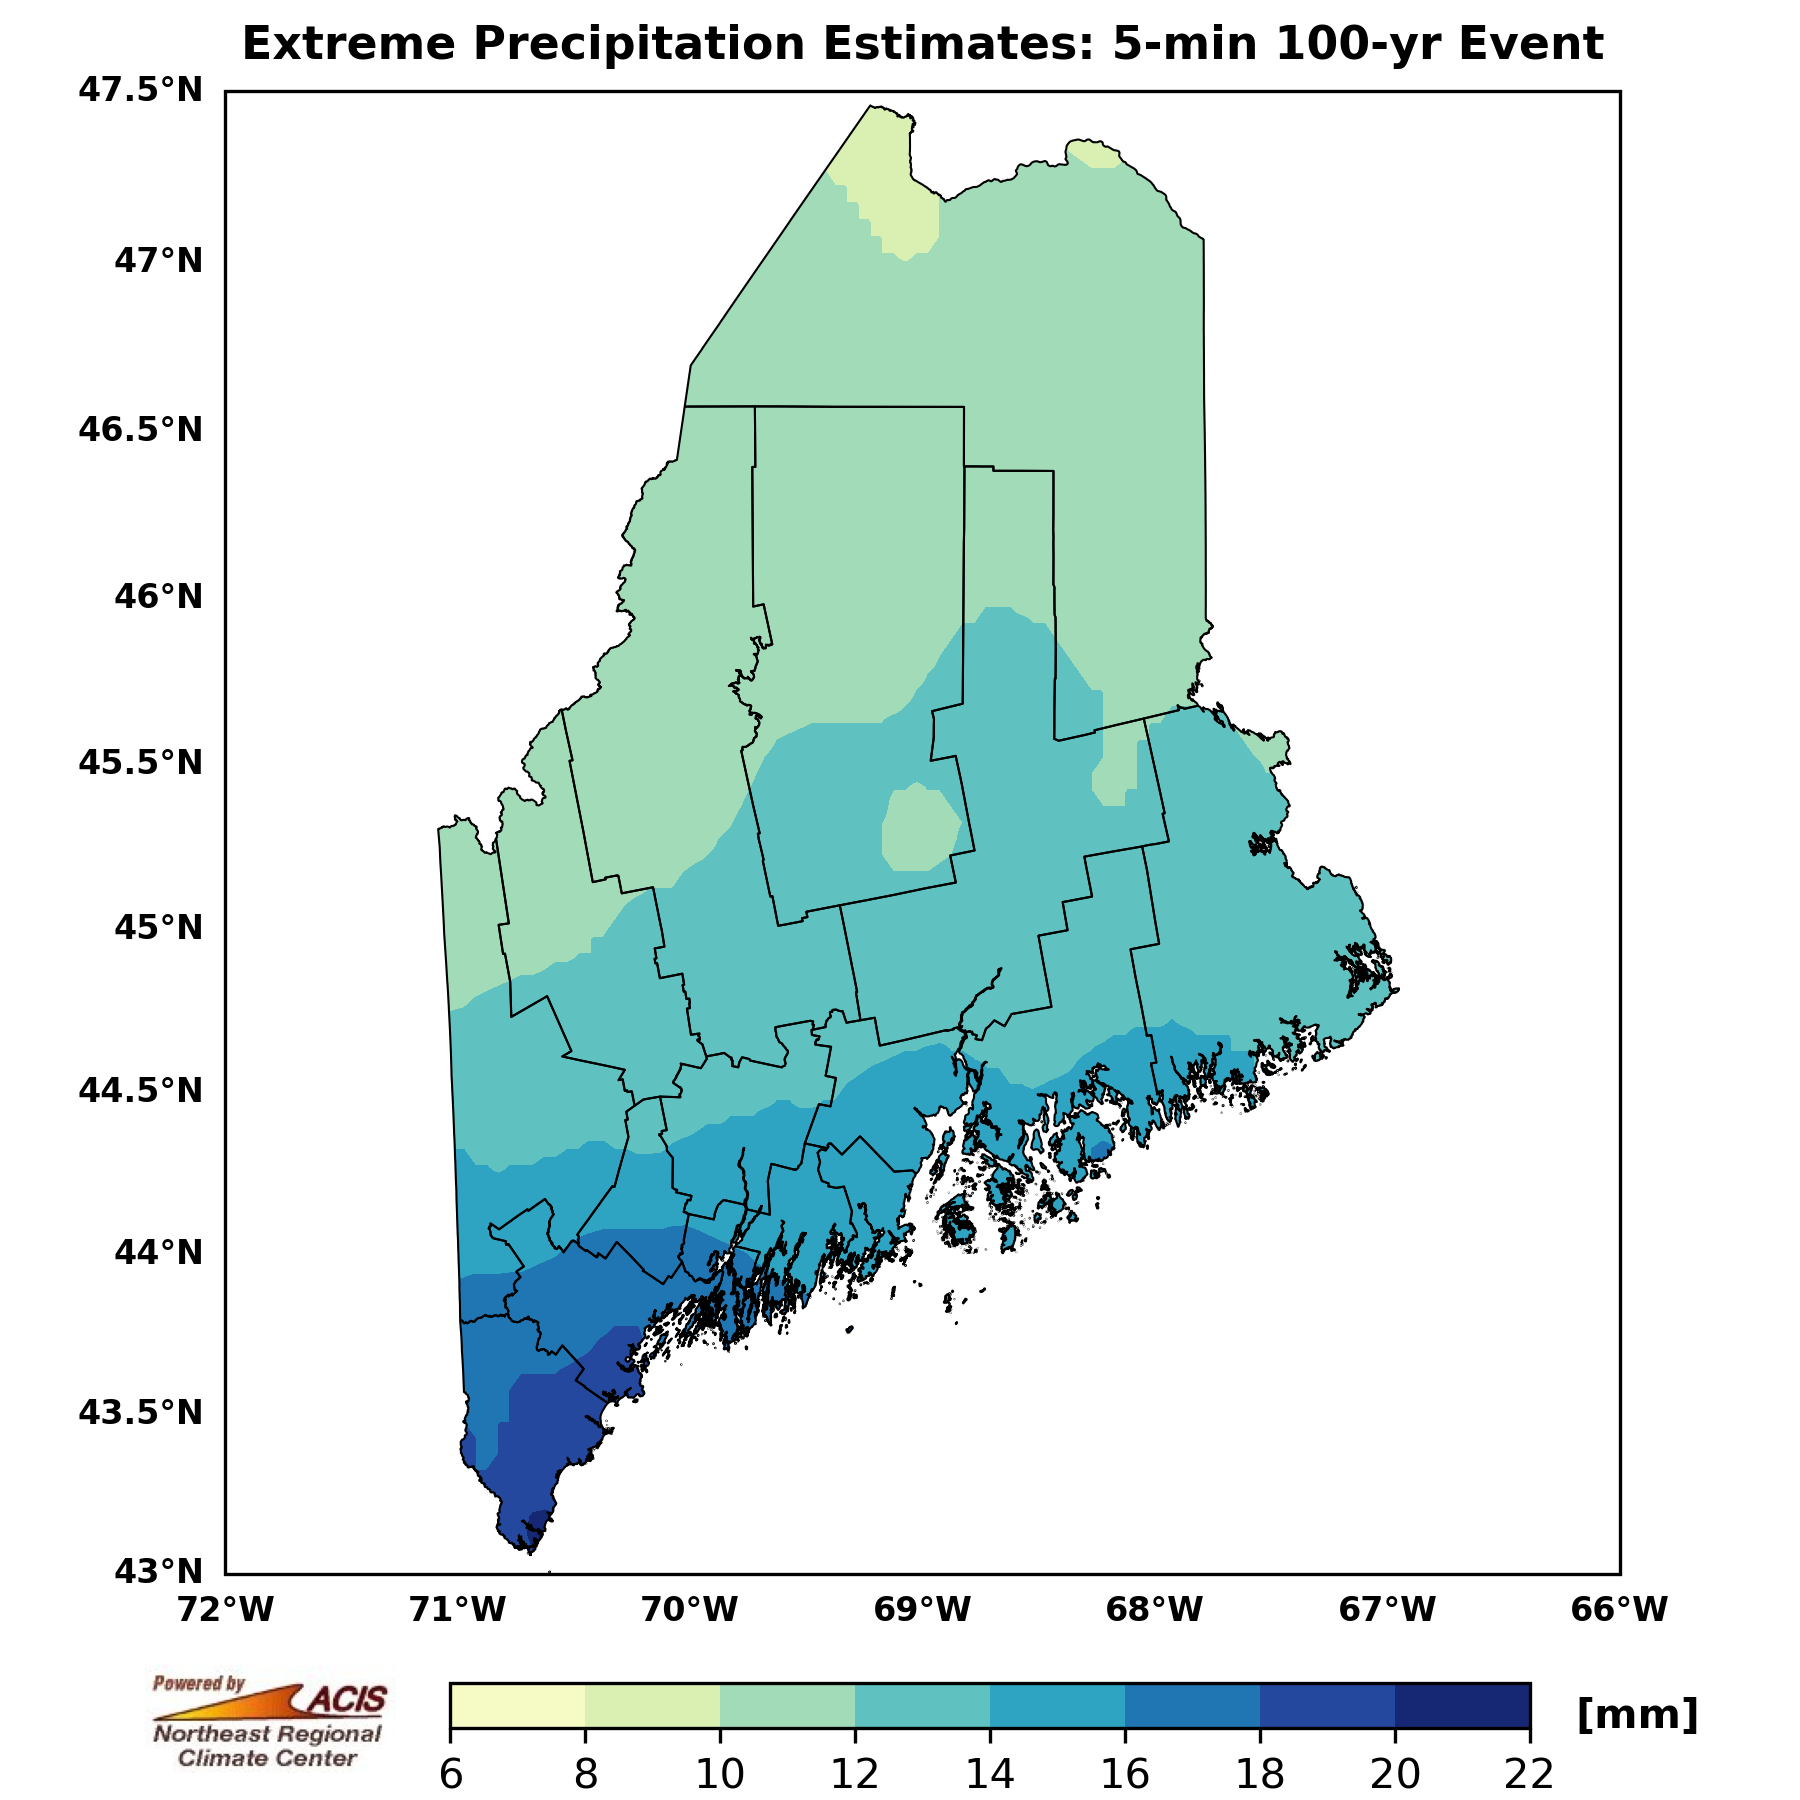 Extreme Precipitation Estimates: 5-min 100-yr Event
47.5°N
47°N
46.5°N
46°N
45.5°N
45°N
44.5°N
44°N
43.5°N
43°N
72°W 71°W 70°W 69°W 68°W 67°W 66°W
Powered by
ACIS
Northeast Regional
Climate Center
[mm]
6 8 10 12 14 16 18 20 22